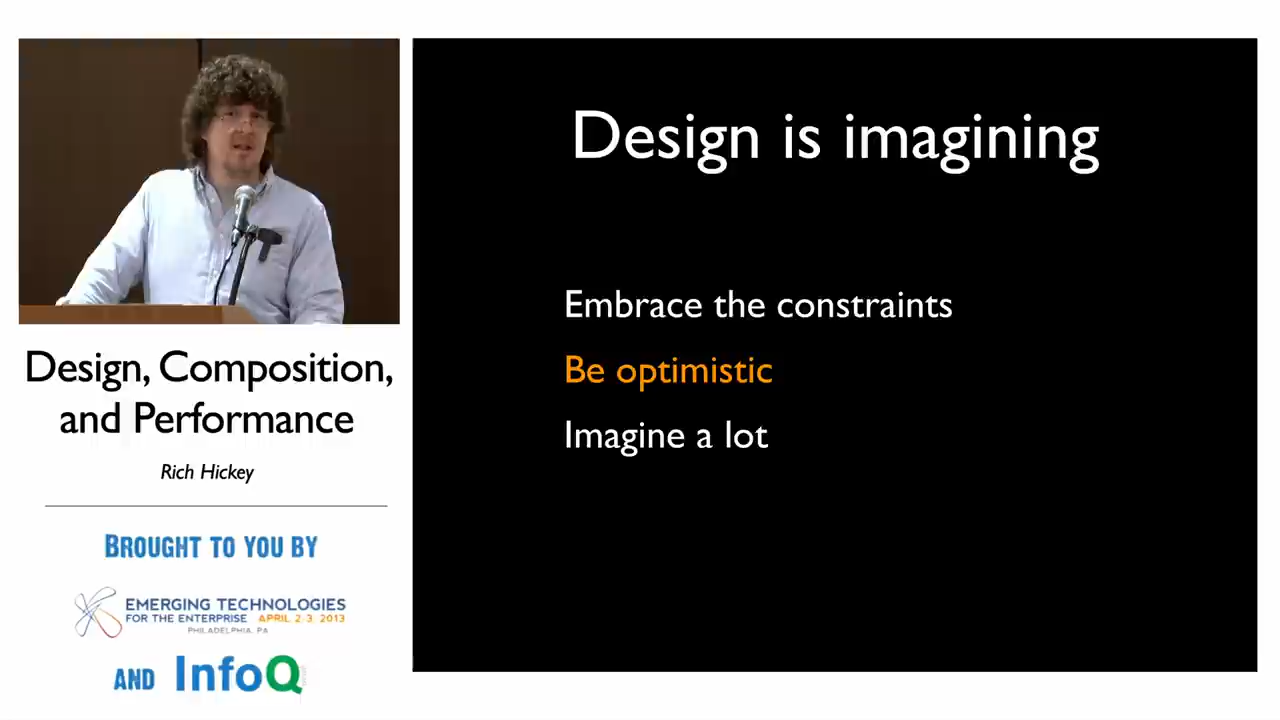 Design, Composition,
and Performance
Rich Hickey
BROUGHT TO YOU BY
EMERGING TECHNOLOGIES
FOR THE ENTERPRISE APRIL 2-3 2013
PHILADELPHIA, PA
AND InfoQ
Design is imagining
Embrace the constraints
Be optimistic
Imagine a lot